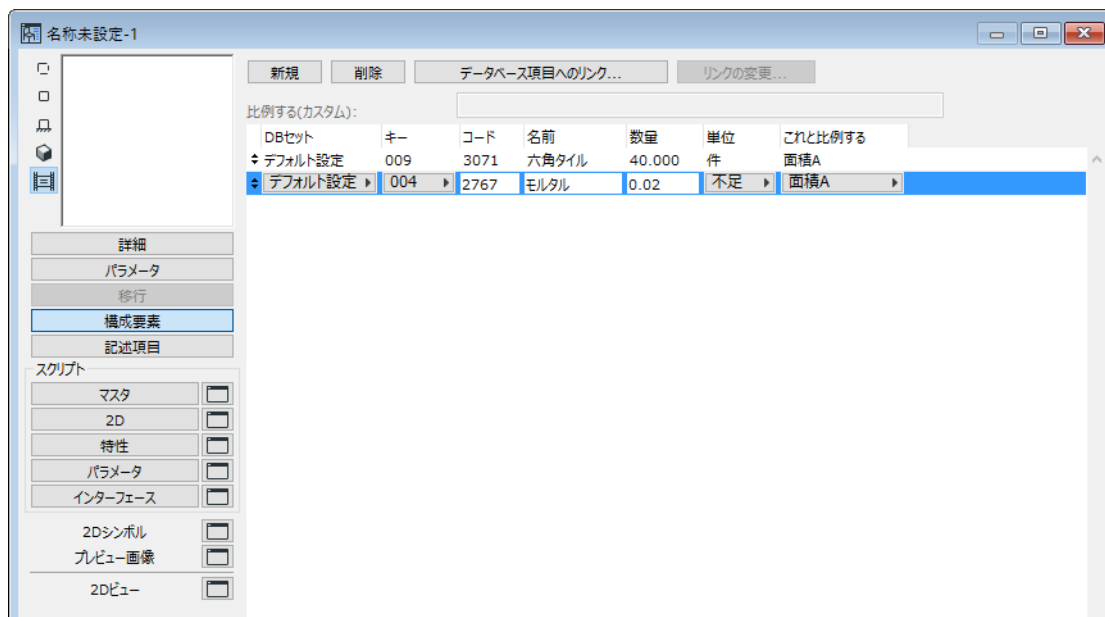 名称未設定-1
新規 削除 データベース項目へのリンク... リンクの変更...
比例する(カスタム):
DBセット キー コード 名前 数量 単位 これと比例する
デフォルト設定 009 3071 六角タイル 40.000 件 面積A
デフォルト設定 004 2767 モルタル 0.02 不足 面積A
詳細
パラメータ
移行
構成要素
記述項目
スクリプト
マスタ
2D
特性
パラメータ
インターフェース
2Dシンボル
プレビュー画像
2Dビュー